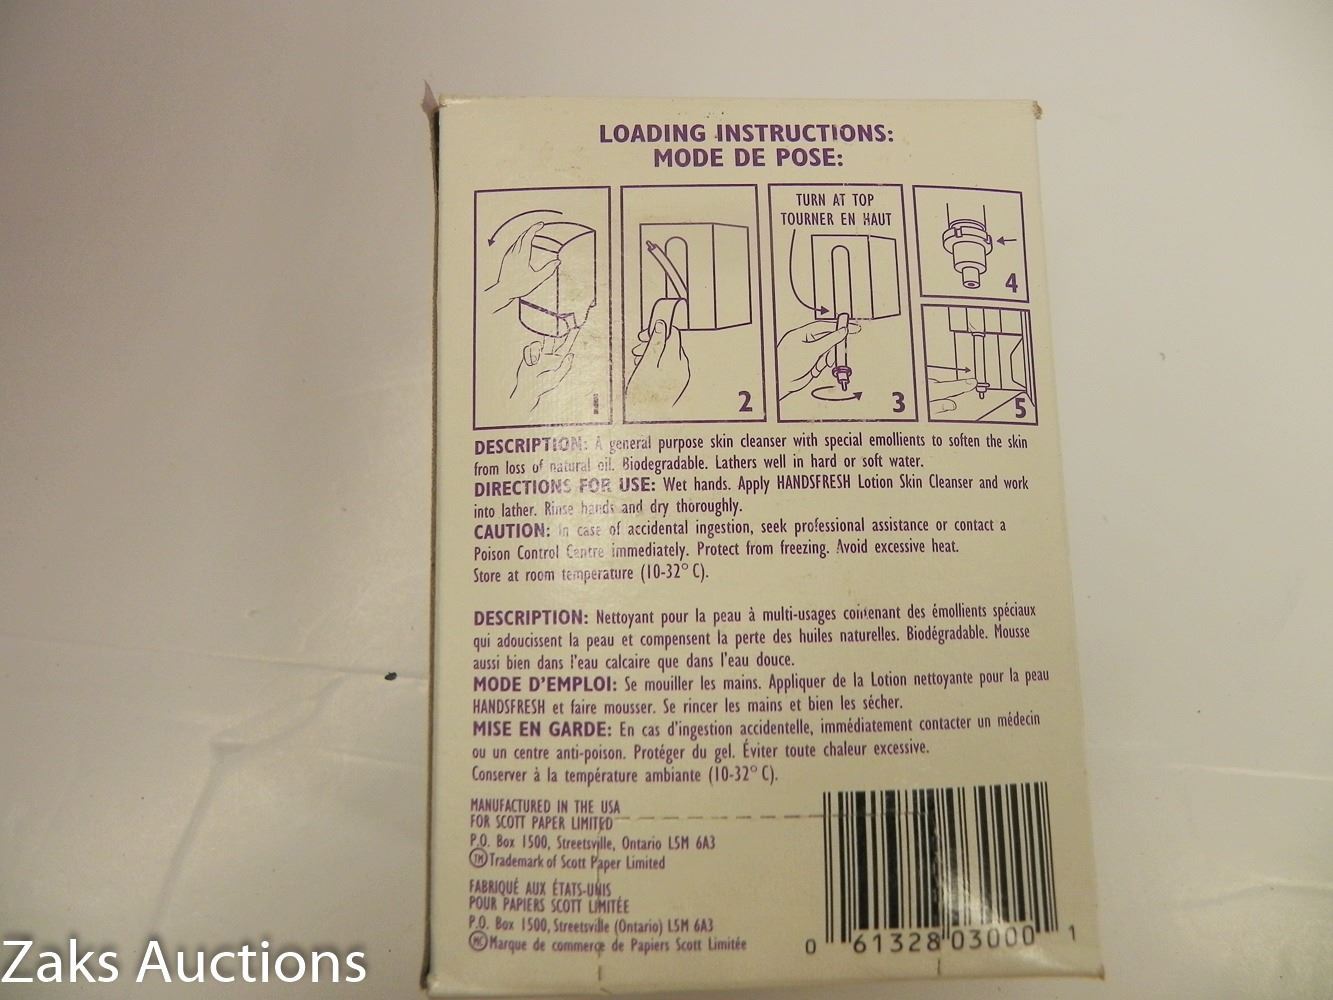 LOADING INSTRUCTIONS:
MODE DE POSE:
TURN AT TOP
TOURNER EN HAUT
1
2
3
4
5
DESCRIPTION: A general purpose skin cleanser with special emollients to soften the skin
from loss of natural oil. Biodegradable. Lathers well in hard or soft water.
DIRECTIONS FOR USE: Wet hands. Apply HANDSFRESH Lotion Skin Cleanser and work
into lather. Rinse hands and dry thoroughly.
CAUTION: In case of accidental ingestion, seek professional assistance or contact a
Poison Control Centre immediately. Protect from freezing. Avoid excessive heat.
Store at room temperature (10-32° C).
DESCRIPTION: Nettoyant pour la peau à multi-usages contenant des émollients spéciaux
qui adoucissent la peau et compensent la perte des huiles naturelles. Biodégradable. Mousse
aussi bien dans l'eau calcaire que dans l'eau douce.
MODE D'EMPLOI: Se mouiller les mains. Appliquer de la Lotion nettoyante pour la peau
HANDSFRESH et faire mousser. Se rincer les mains et bien les sécher.
MISE EN GARDE: En cas d'ingestion accidentelle, immédiatement contacter un médecin
ou un centre anti-poison. Protéger du gel. Éviter toute chaleur excessive.
Conserver à la température ambiante (10-32° C).
MANUFACTURED IN THE USA
FOR SCOTT PAPER LIMITED
P.O. Box 1500, Streetsville, Ontario L5M 6A3
TM Trademark of Scott Paper Limited
FABRIQUÉ AUX ÉTATS-UNIS
POUR PAPIERS SCOTT LIMITÉE
P.O. Box 1500, Streetsville (Ontario) L5M 6A3
MC Marque de commerce de Papiers Scott Limitée
0 61328 03000 1
Zaks Auctions